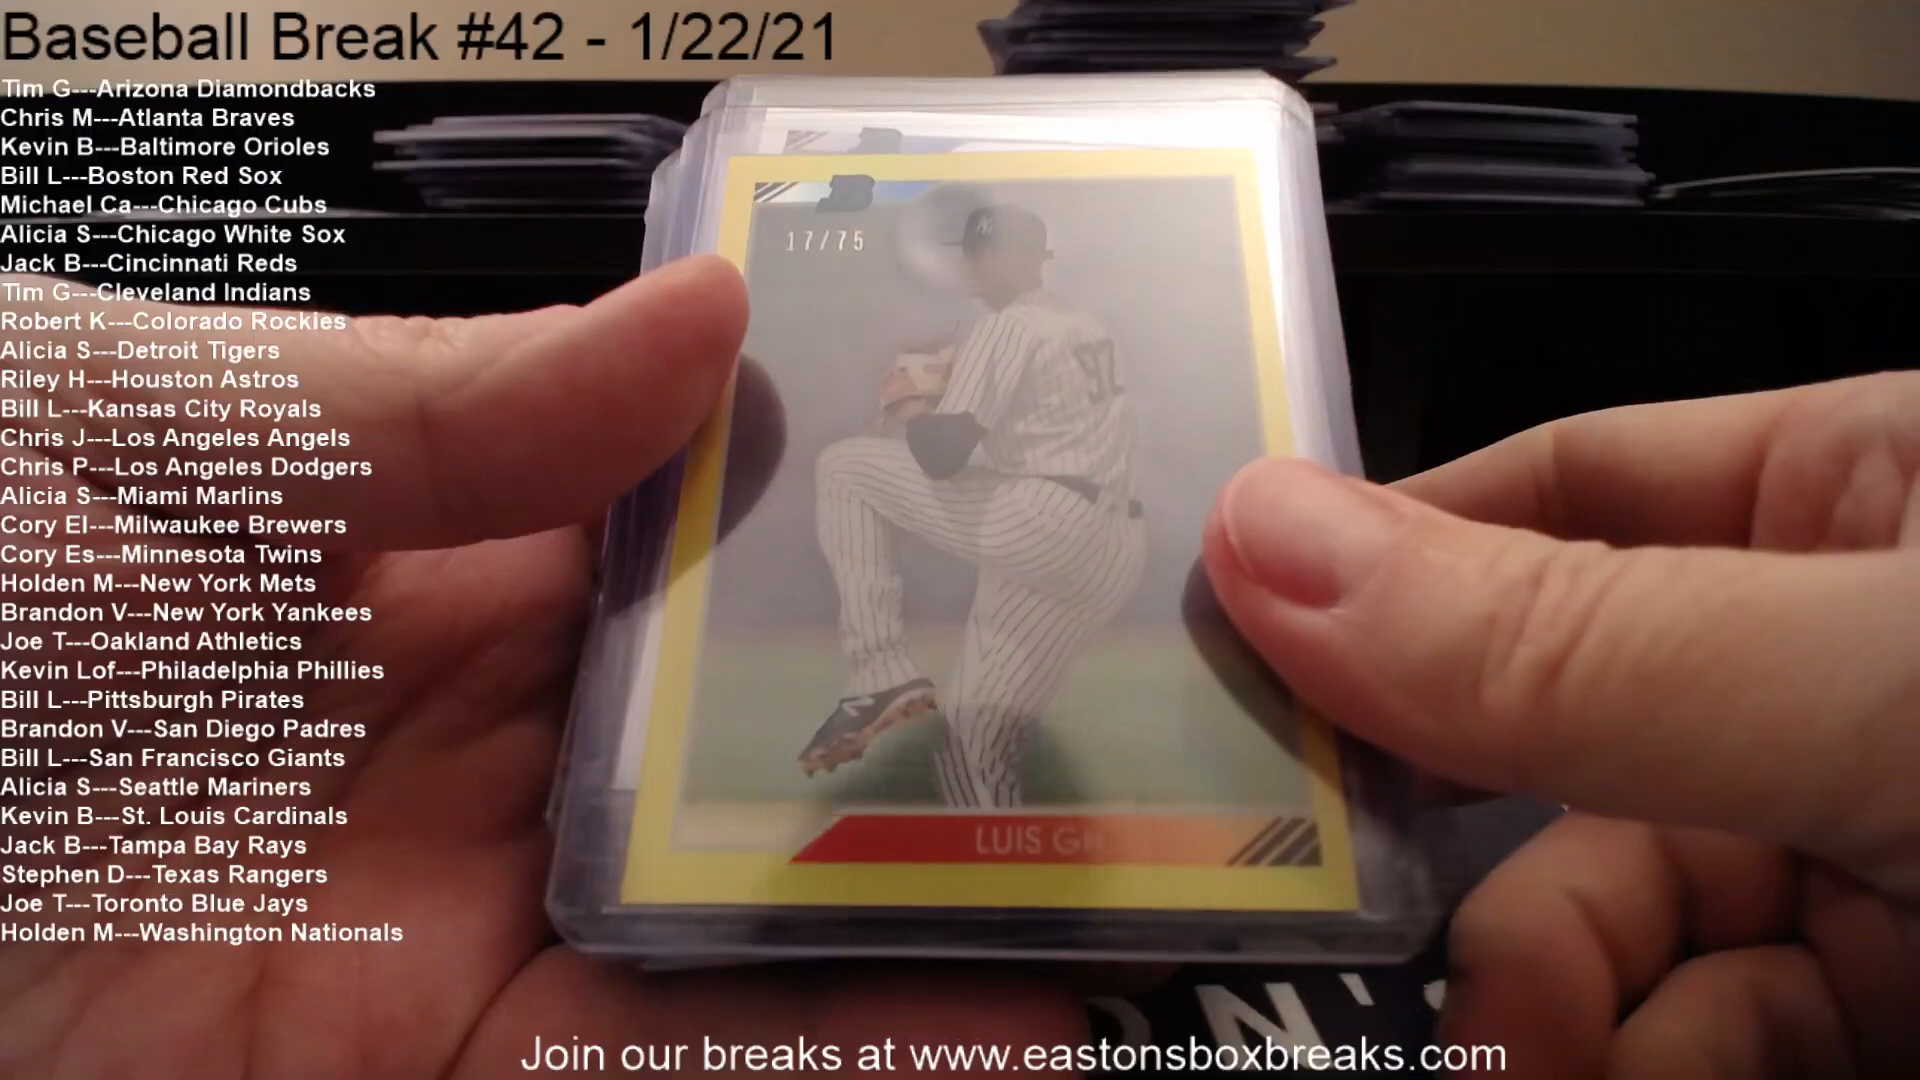 Baseball Break #42 - 1/22/21
Tim G---Arizona Diamondbacks
Chris M---Atlanta Braves
Kevin B---Baltimore Orioles
Bill L---Boston Red Sox
Michael Ca---Chicago Cubs
Alicia S---Chicago White Sox
Jack B---Cincinnati Reds
Tim G---Cleveland Indians
Robert K---Colorado Rockies
Alicia S---Detroit Tigers
Riley H---Houston Astros
Bill L---Kansas City Royals
Chris J---Los Angeles Angels
Chris P---Los Angeles Dodgers
Alicia S---Miami Marlins
Cory El---Milwaukee Brewers
Cory Es---Minnesota Twins
Holden M---New York Mets
Brandon V---New York Yankees
Joe T---Oakland Athletics
Kevin Lof---Philadelphia Phillies
Bill L---Pittsburgh Pirates
Brandon V---San Diego Padres
Bill L---San Francisco Giants
Alicia S---Seattle Mariners
Kevin B---St. Louis Cardinals
Jack B---Tampa Bay Rays
Stephen D---Texas Rangers
Joe T---Toronto Blue Jays
Holden M---Washington Nationals
B
17/75
NY
LUIS
Join our breaks at www.eastonsboxbreaks.com